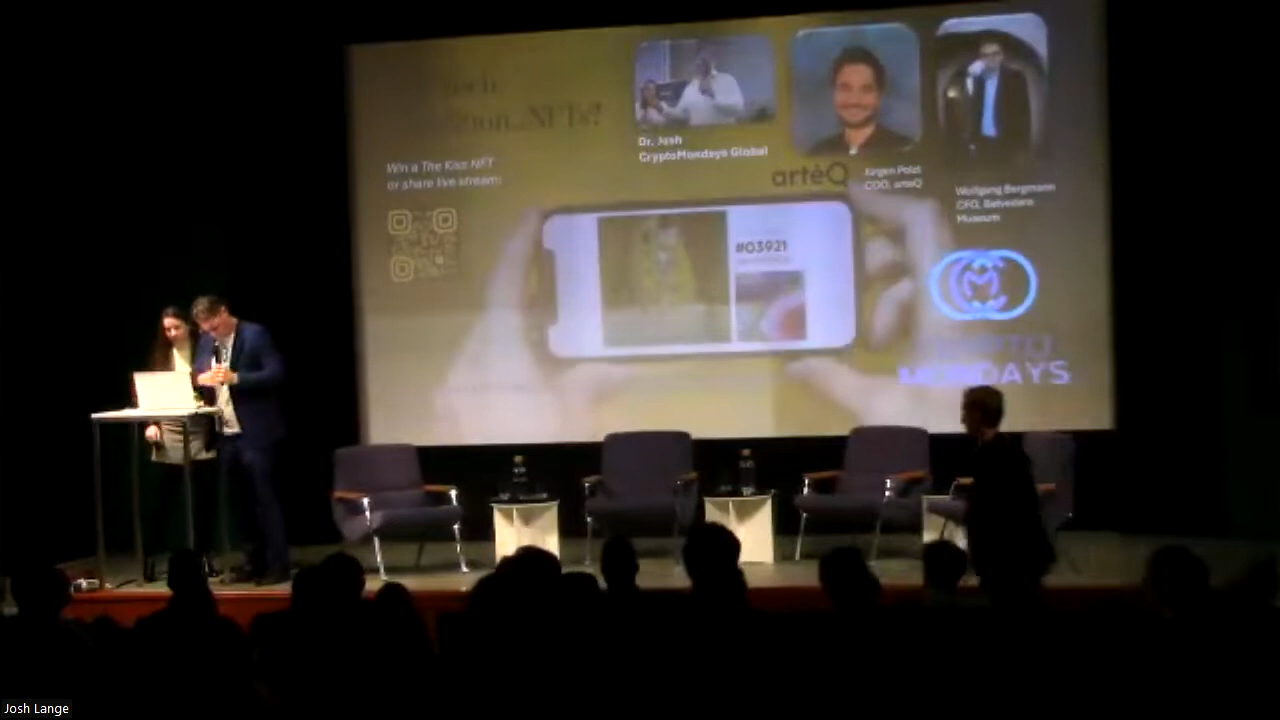 NFTs?
Win a The Kiss NFT
or share live stream:
Dr. Josh
CryptoMondays Global
artèQ
Jürgen Polzl
COO, artèQ
Wolfgang Bergmann
CFO, Belvedere
Museum
#03921
MONDAYS
Josh Lange